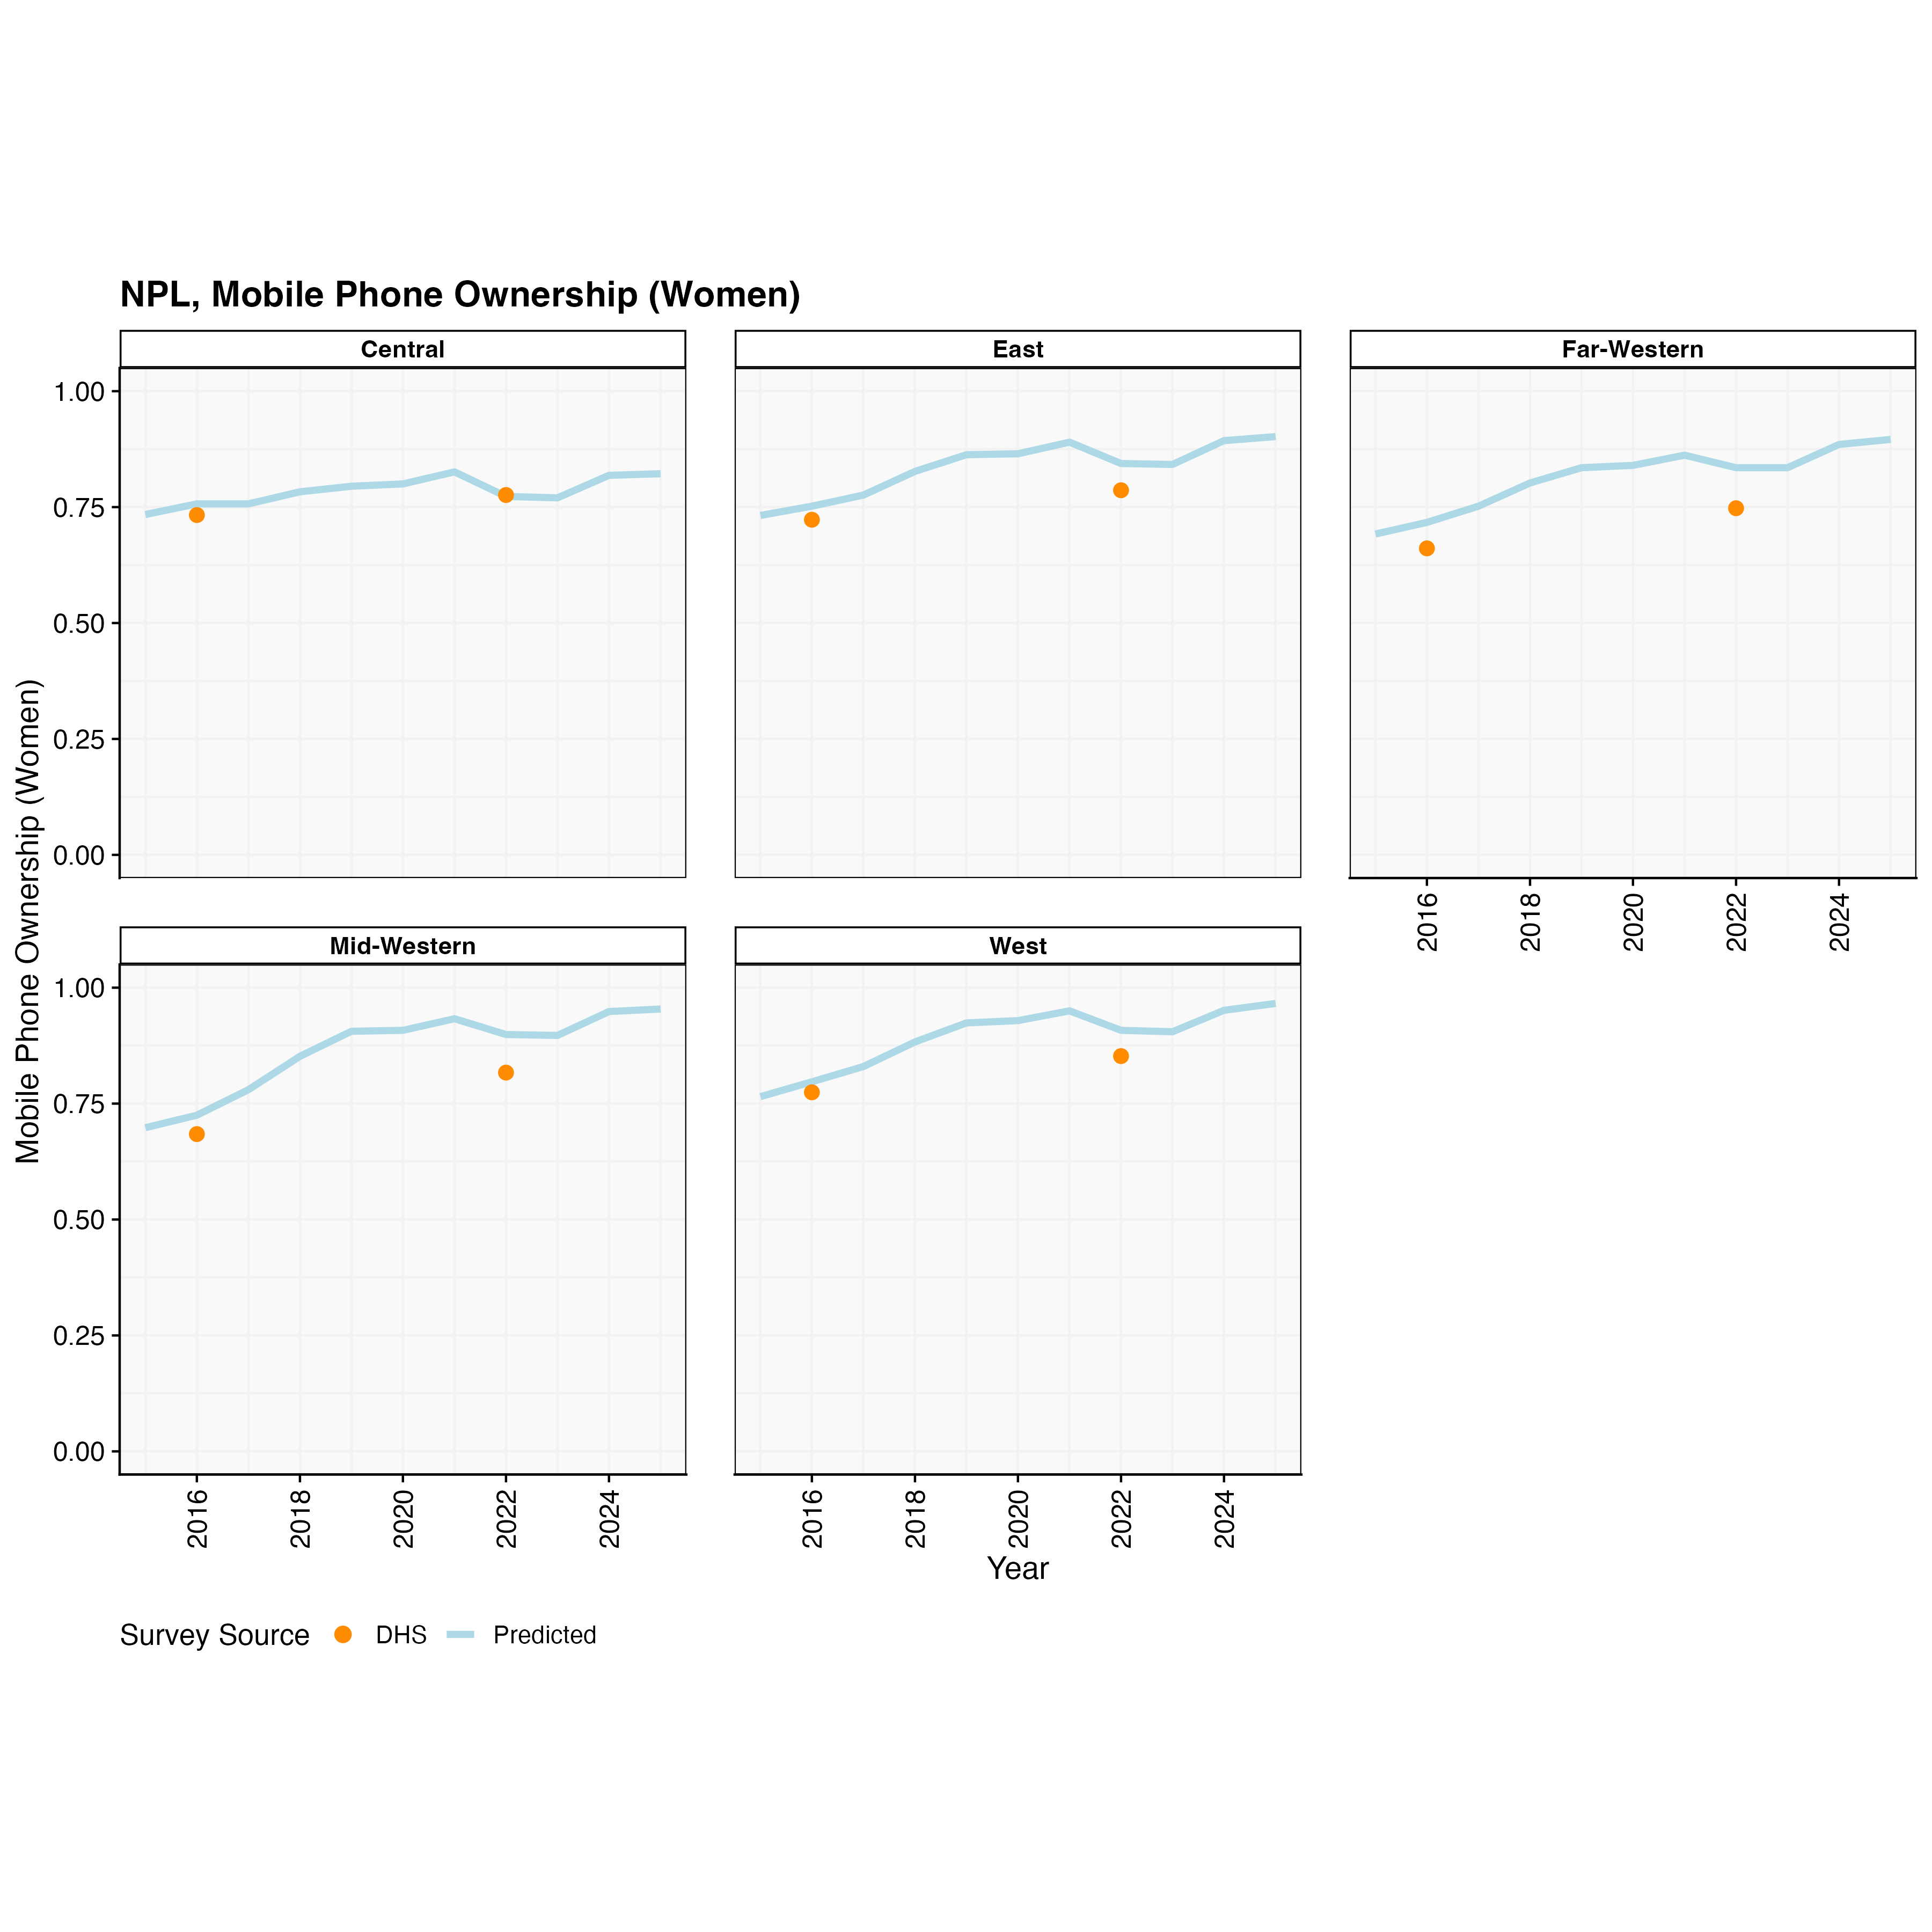 NPL, Mobile Phone Ownership (Women)
Central
East
Far-Western
1.00
0.75
0.50
0.25
0.00
2016
2018
2020
2022
2024
Mid-Western
West
1.00
0.75
0.50
0.25
0.00
2016
2018
2020
2022
2024
2016
2018
2020
2022
2024
Mobile Phone Ownership (Women)
Year
Survey Source DHS Predicted